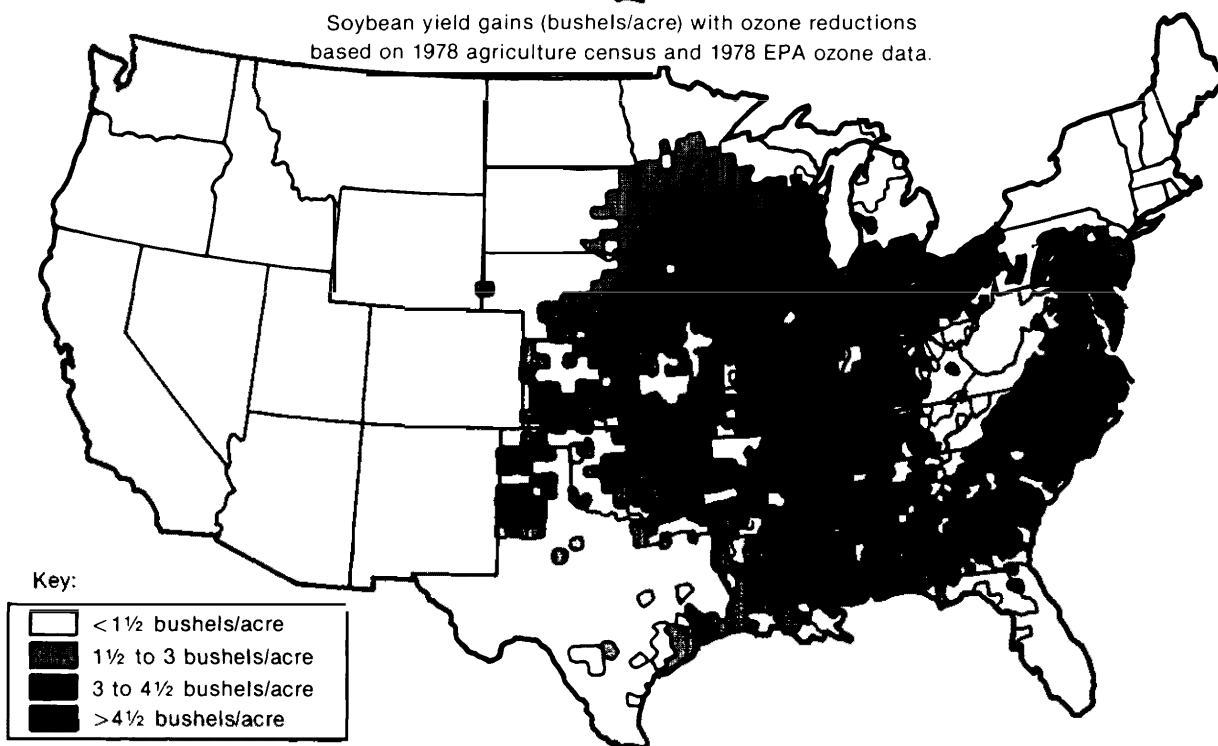 Soybean yield gains (bushels/acre) with ozone reductions
based on 1978 agriculture census and 1978 EPA ozone data.
Key:
<1½ bushels/acre
1½ to 3 bushels/acre
3 to 4½ bushels/acre
>4½ bushels/acre